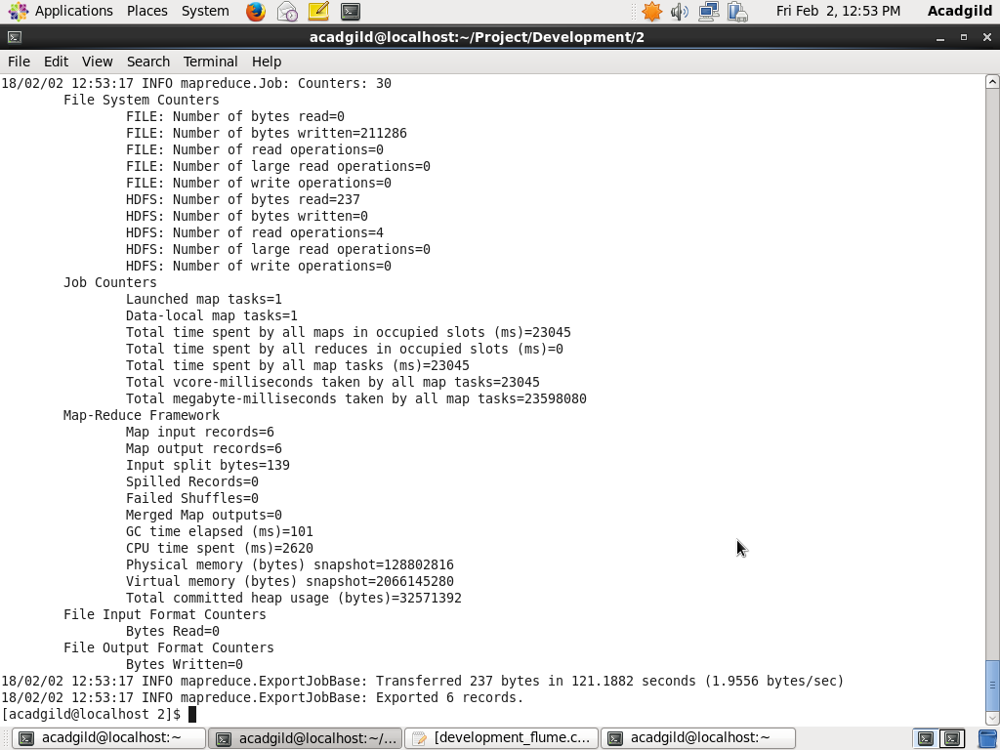 Applications Places System Fri Feb 2, 12:53 PM Acadgild
acadgild@localhost:~/Project/Development/2
File Edit View Search Terminal Help
18/02/02 12:53:17 INFO mapreduce.Job: Counters: 30
File System Counters
FILE: Number of bytes read=0
FILE: Number of bytes written=211286
FILE: Number of read operations=0
FILE: Number of large read operations=0
FILE: Number of write operations=0
HDFS: Number of bytes read=237
HDFS: Number of bytes written=0
HDFS: Number of read operations=4
HDFS: Number of large read operations=0
HDFS: Number of write operations=0
Job Counters
Launched map tasks=1
Data-local map tasks=1
Total time spent by all maps in occupied slots (ms)=23045
Total time spent by all reduces in occupied slots (ms)=0
Total time spent by all map tasks (ms)=23045
Total vcore-milliseconds taken by all map tasks=23045
Total megabyte-milliseconds taken by all map tasks=23598080
Map-Reduce Framework
Map input records=6
Map output records=6
Input split bytes=139
Spilled Records=0
Failed Shuffles=0
Merged Map outputs=0
GC time elapsed (ms)=101
CPU time spent (ms)=2620
Physical memory (bytes) snapshot=128802816
Virtual memory (bytes) snapshot=2066145280
Total committed heap usage (bytes)=32571392
File Input Format Counters
Bytes Read=0
File Output Format Counters
Bytes Written=0
18/02/02 12:53:17 INFO mapreduce.ExportJobBase: Transferred 237 bytes in 121.1882 seconds (1.9556 bytes/sec)
18/02/02 12:53:17 INFO mapreduce.ExportJobBase: Exported 6 records.
[acadgild@localhost 2]$
acadgild@localhost:~ acadgild@localhost:~/... [development_flume.c... acadgild@localhost:~